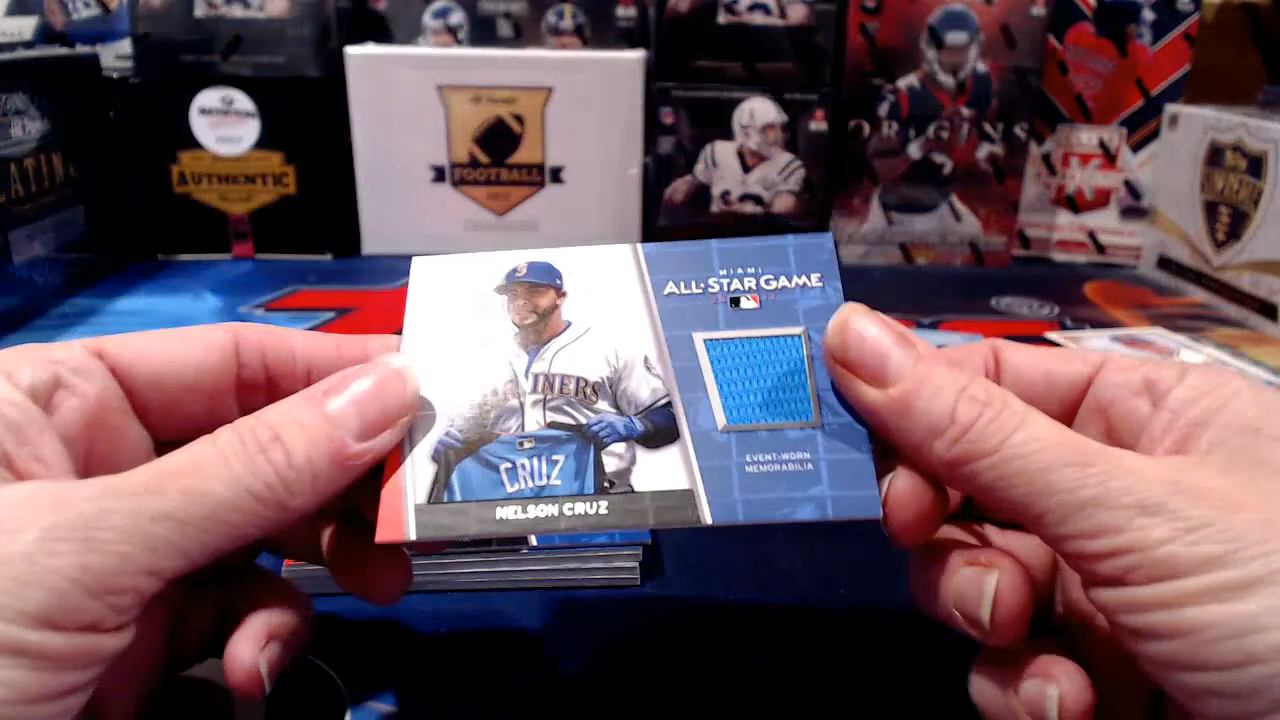 AUTHENTIC
FOOTBALL
ORIGINS
MIAMI
ALL-STAR GAME
MARINERS
CRUZ
NELSON CRUZ
EVENT-WORN
MEMORABILIA